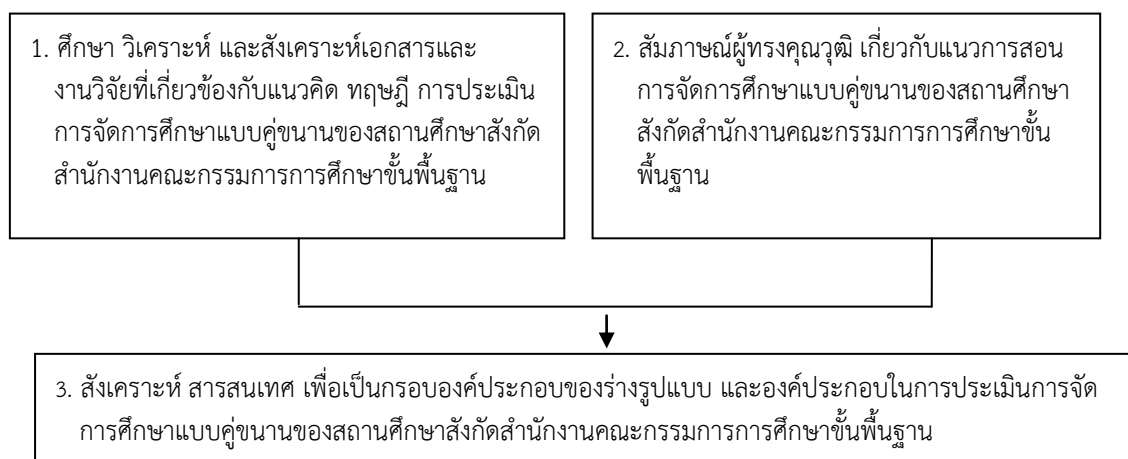 1. ศึกษา วิเคราะห์ และสังเคราะห์เอกสารและ
งานวิจัยที่เกี่ยวข้องกับแนวคิด ทฤษฎี การประเมิน
การจัดการศึกษาแบบคู่ขนานของสถานศึกษาสังกัด
สำนักงานคณะกรรมการการศึกษาขั้นพื้นฐาน
2. สัมภาษณ์ผู้ทรงคุณวุฒิ เกี่ยวกับแนวการสอน
การจัดการศึกษาแบบคู่ขนานของสถานศึกษา
สังกัดสำนักงานคณะกรรมการการศึกษาขั้น
พื้นฐาน
3. สังเคราะห์ สารสนเทศ เพื่อเป็นกรอบองค์ประกอบของร่างรูปแบบ และองค์ประกอบในการประเมินการจัด
การศึกษาแบบคู่ขนานของสถานศึกษาสังกัดสำนักงานคณะกรรมการการศึกษาขั้นพื้นฐาน